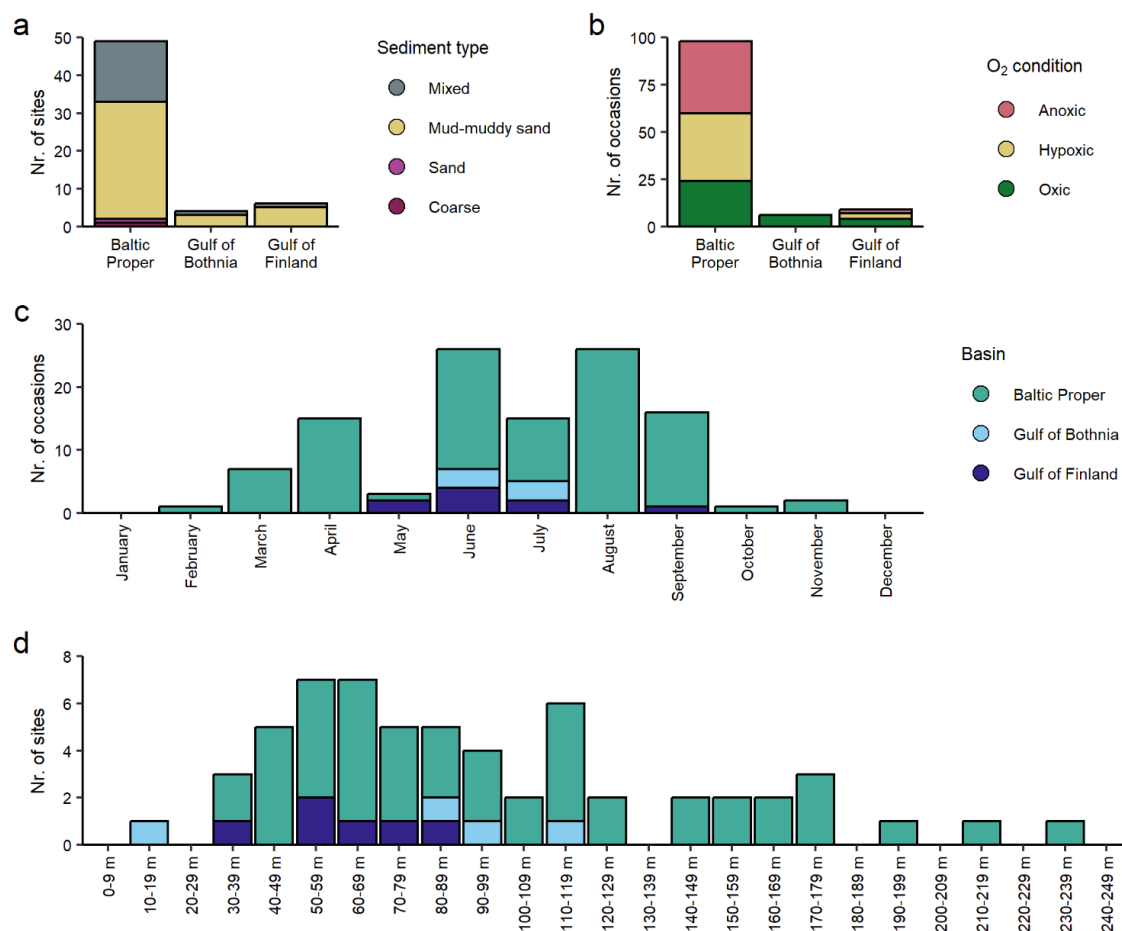 a
Nr. of sites
50
40
30
20
10
0
Baltic
Proper
Gulf of
Bothnia
Gulf of
Finland
Sediment type
Mixed
Mud-muddy sand
Sand
Coarse
b
Nr. of occasions
100
75
50
25
0
Baltic
Proper
Gulf of
Bothnia
Gulf of
Finland
O₂ condition
Anoxic
Hypoxic
Oxic
c
Nr. of occasions
30
20
10
0
January
February
March
April
May
June
July
August
September
October
November
December
Basin
Baltic Proper
Gulf of Bothnia
Gulf of Finland
d
Nr. of sites
8
6
4
2
0
0-9 m
10-19 m
20-29 m
30-39 m
40-49 m
50-59 m
60-69 m
70-79 m
80-89 m
90-99 m
100-109 m
110-119 m
120-129 m
130-139 m
140-149 m
150-159 m
160-169 m
170-179 m
180-189 m
190-199 m
200-209 m
210-219 m
220-229 m
230-239 m
240-249 m